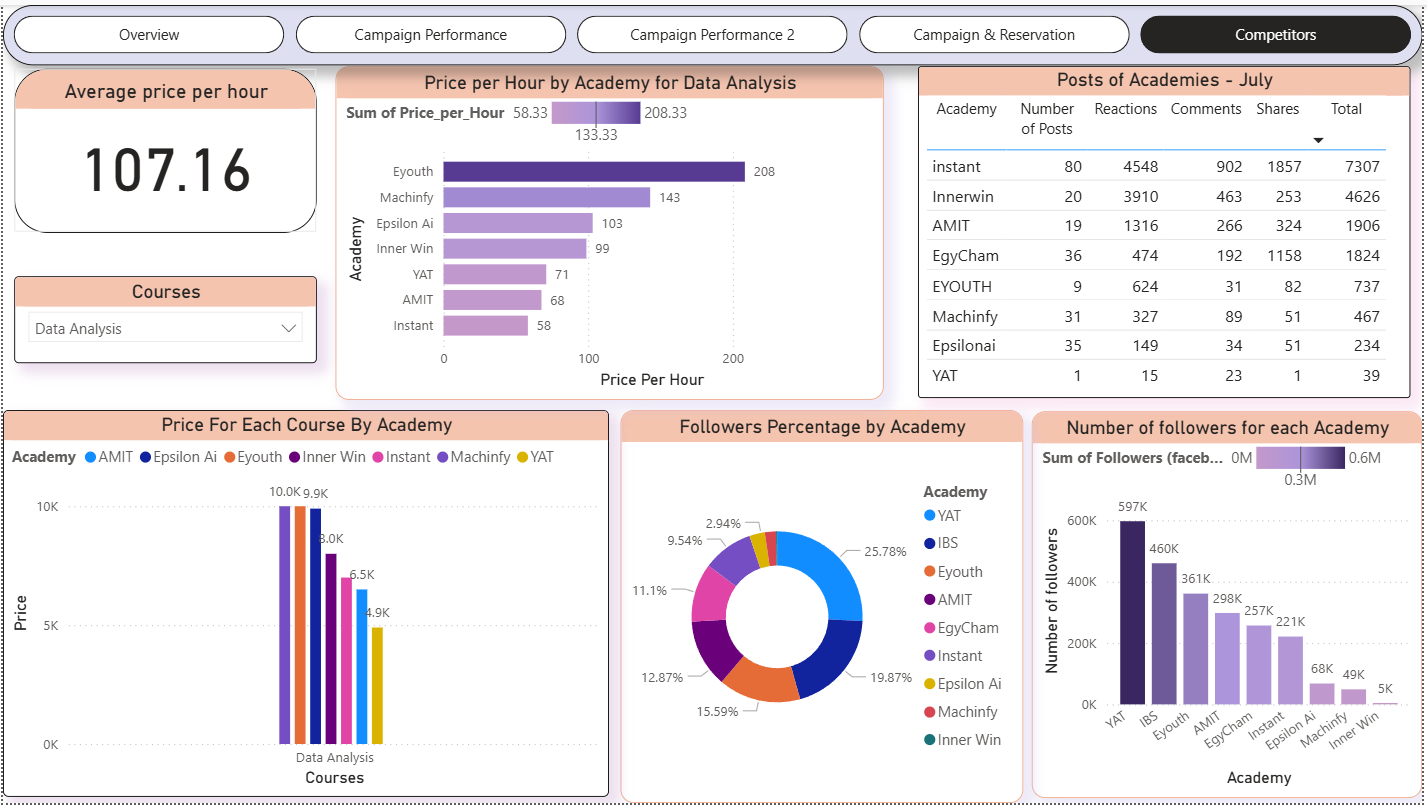 Overview
Campaign Performance
Campaign Performance 2
Campaign & Reservation
Competitors
Average price per hour
107.16
Courses
Data Analysis
Price per Hour by Academy for Data Analysis
Sum of Price_per_Hour 58.33 208.33
133.33
Academy
Eyouth 208
Machinfy 143
Epsilon Ai 103
Inner Win 99
YAT 71
AMIT 68
Instant 58
0 100 200
Price Per Hour
Posts of Academies - July
Academy Number of Posts Reactions Comments Shares Total
instant 80 4548 902 1857 7307
Innerwin 20 3910 463 253 4626
AMIT 19 1316 266 324 1906
EgyCham 36 474 192 1158 1824
EYOUTH 9 624 31 82 737
Machinfy 31 327 89 51 467
Epsilonai 35 149 34 51 234
YAT 1 15 23 1 39
Price For Each Course By Academy
Academy AMIT Epsilon Ai Eyouth Inner Win Instant Machinfy YAT
Price
10K
5K
0K
10.0K 9.9K
8.0K
6.5K
4.9K
Data Analysis
Courses
Followers Percentage by Academy
25.78%
19.87%
15.59%
12.87%
11.1%
9.54%
2.94%
Academy
YAT
IBS
Eyouth
AMIT
EgyCham
Instant
Epsilon Ai
Machinfy
Inner Win
Number of followers for each Academy
Sum of Followers (faceb... 0M 0.6M
0.3M
Number of followers
600K
400K
200K
0K
597K
460K
361K
298K
257K
221K
68K
49K
5K
YAT
IBS
Eyouth
AMIT
EgyCham
Instant
Epsilon Ai
Machinfy
Inner Win
Academy